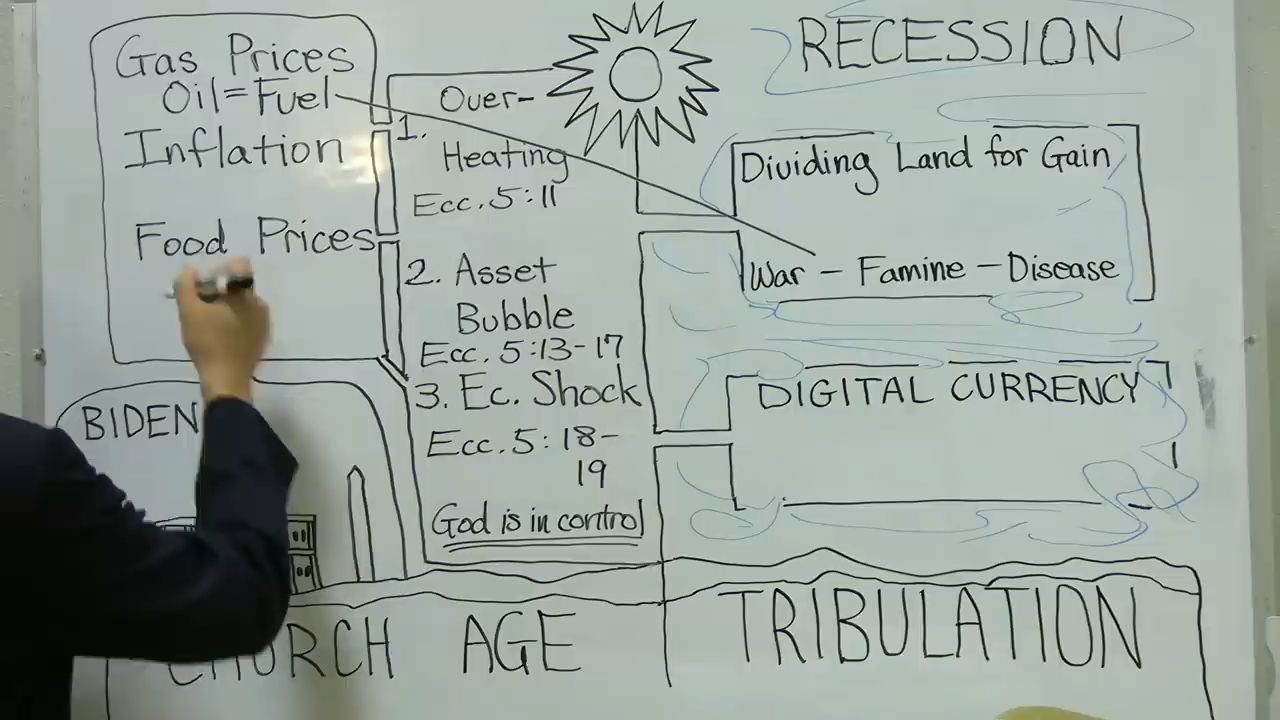 Gas Prices
Oil=Fuel
Inflation
Food Prices
BIDEN
Over-
1.
Heating
Ecc. 5:11
2. Asset
Bubble
Ecc. 5:13-17
3. Ec. Shock
Ecc. 5:18-
19
God is in control
RECESSION
Dividing Land for Gain
War - Famine - Disease
DIGITAL CURRENCY
CHURCH AGE
TRIBULATION